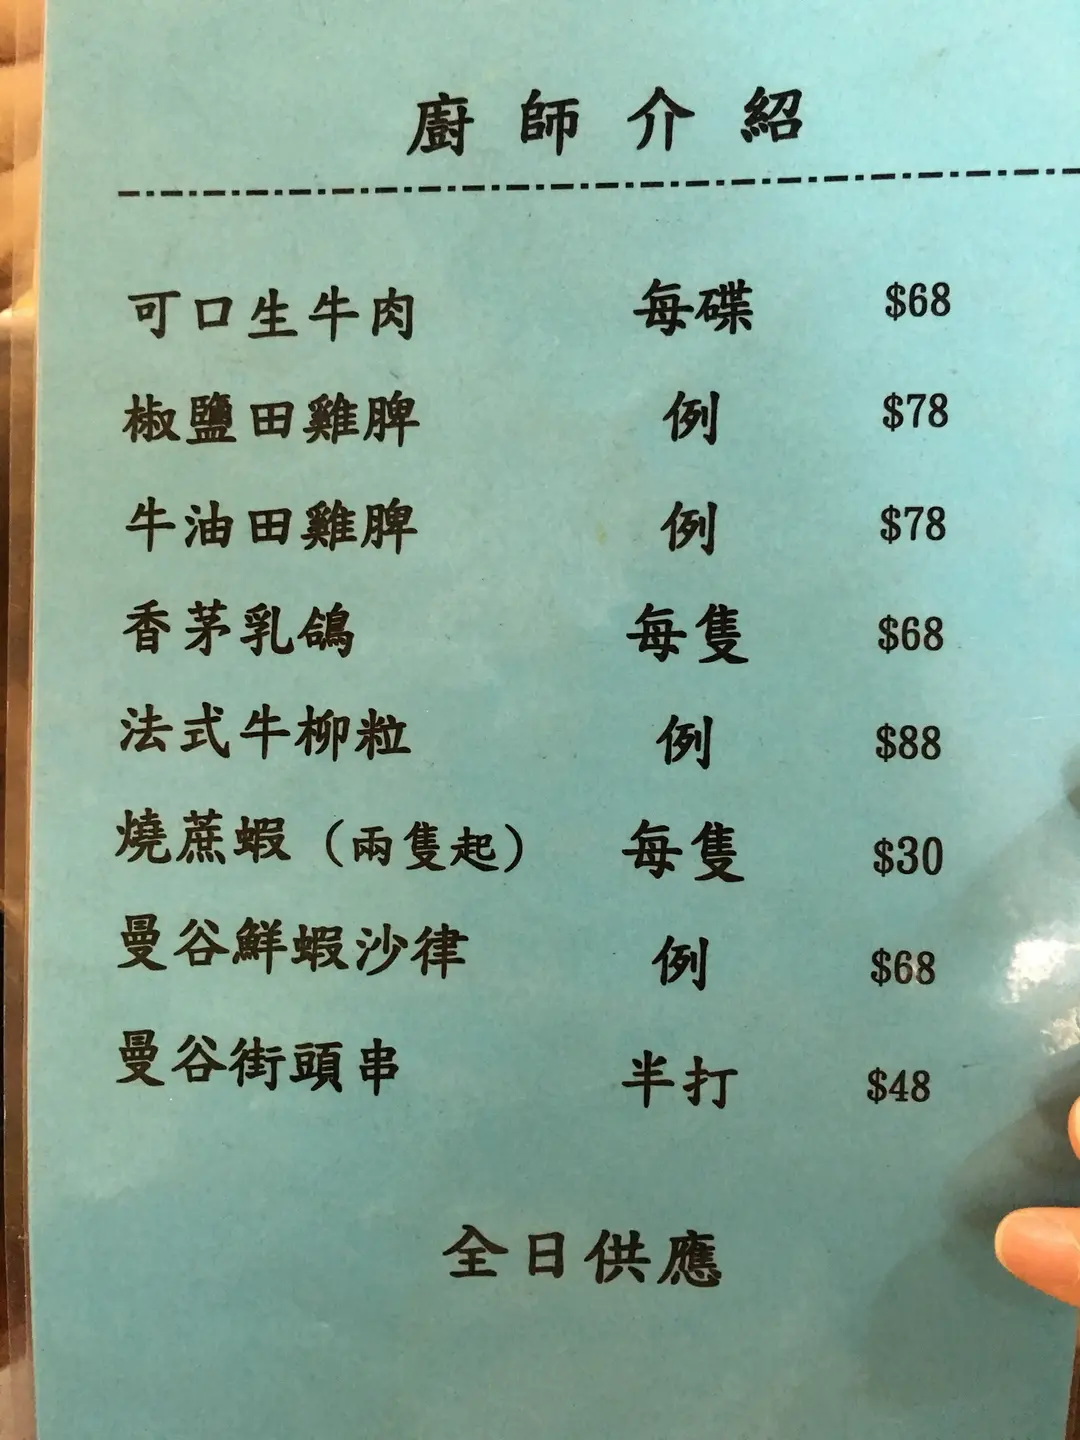 廚師介紹
可口生牛肉 每碟 $68
椒鹽田雞脾 例 $78
牛油田雞脾 例 $78
香茅乳鴿 每隻 $68
法式牛柳粒 例 $88
燒蔗蝦（兩隻起） 每隻 $30
曼谷鮮蝦沙律 例 $68
曼谷街頭串 半打 $48
全日供應